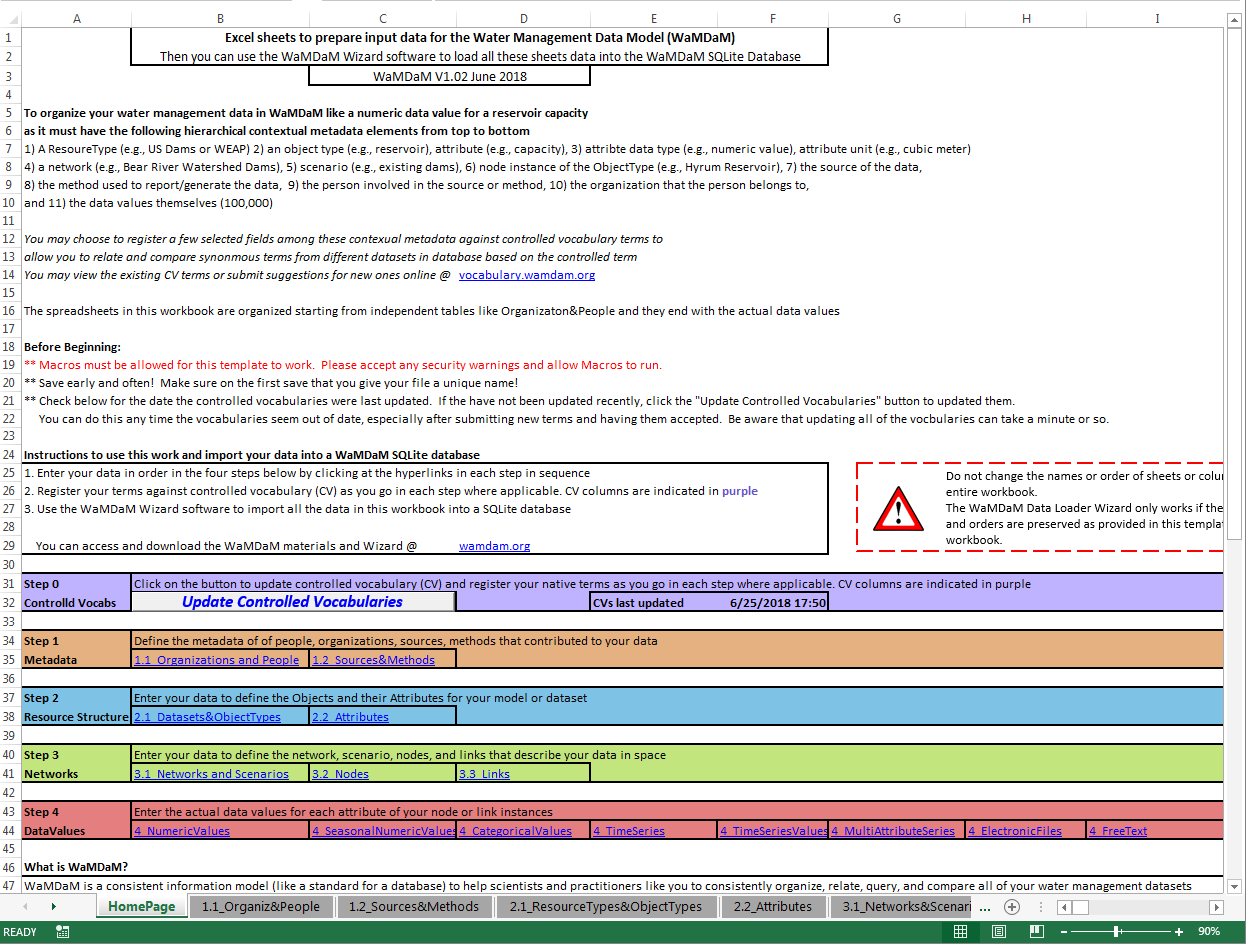 A B C D E F G H I
1 Excel sheets to prepare input data for the Water Management Data Model (WaMDaM)
2 Then you can use the WaMDaM Wizard software to load all these sheets data into the WaMDaM SQLite Database
3 WaMDaM V1.02 June 2018
4
5 To organize your water management data in WaMDaM like a numeric data value for a reservoir capacity
6 as it must have the following hierarchical contextual metadata elements from top to bottom
7 1) A ResoureType (e.g., US Dams or WEAP) 2) an object type (e.g., reservoir), attribute (e.g., capacity), 3) attribte data type (e.g., numeric value), attribute unit (e.g., cubic meter)
8 4) a network (e.g., Bear River Watershed Dams), 5) scenario (e.g., existing dams), 6) node instance of the ObjectType (e.g., Hyrum Reservoir), 7) the source of the data,
9 8) the method used to report/generate the data, 9) the person involved in the source or method, 10) the organization that the person belongs to,
10 and 11) the data values themselves (100,000)
11
12 You may choose to register a few selected fields among these contexual metadata against controlled vocabulary terms to
13 allow you to relate and compare synonmous terms from different datasets in database based on the controlled term
14 You may view the existing CV terms or submit suggestions for new ones online @ vocabulary.wamdam.org
15
16 The spreadsheets in this workbook are organized starting from independent tables like Organizaton&People and they end with the actual data values
17
18 Before Beginning:
19 ** Macros must be allowed for this template to work. Please accept any security warnings and allow Macros to run.
20 ** Save early and often! Make sure on the first save that you give your file a unique name!
21 ** Check below for the date the controlled vocabularies were last updated. If the have not been updated recently, click the "Update Controlled Vocabularies" button to updated them.
22 You can do this any time the vocabularies seem out of date, especially after submitting new terms and having them accepted. Be aware that updating all of the vocbularies can take a minute or so.
23
24 Instructions to use this work and import your data into a WaMDaM SQLite database
25 1. Enter your data in order in the four steps below by clicking at the hyperlinks in each step in sequence
26 2. Register your terms against controlled vocabulary (CV) as you go in each step where applicable. CV columns are indicated in purple
27 3. Use the WaMDaM Wizard software to import all the data in this workbook into a SQLite database
28
29 You can access and download the WaMDaM materials and Wizard @ wamdam.org
Do not change the names or order of sheets or colu
entire workbook.
The WaMDaM Data Loader Wizard only works if the
and orders are preserved as provided in this templa
workbook.
30
31 Step 0 Click on the button to update controlled vocabulary (CV) and register your native terms as you go in each step where applicable. CV columns are indicated in purple
32 Controlld Vocabs Update Controlled Vocabularies CVs last updated 6/25/2018 17:50
33
34 Step 1 Define the metadata of of people, organizations, sources, methods that contributed to your data
35 Metadata 1.1_Organizations and People 1.2_Sources&Methods
36
37 Step 2 Enter your data to define the Objects and their Attributes for your model or dataset
38 Resource Structure 2.1_Datasets&ObjectTypes 2.2_Attributes
39
40 Step 3 Enter your data to define the network, scenario, nodes, and links that describe your data in space
41 Networks 3.1_Networks and Scenarios 3.2_Nodes 3.3_Links
42
43 Step 4 Enter the actual data values for each attribute of your node or link instances
44 DataValues 4_NumericValues 4_SeasonalNumericValues 4_CategoricalValues 4_TimeSeries 4_TimeSeriesValues 4_MultiAttributeSeries 4_ElectronicFiles 4_FreeText
45
46 What is WaMDaM?
47 WaMDaM is a consistent information model (like a standard for a database) to help scientists and practitioners like you to consistently organize, relate, query, and compare all of your water management datasets
HomePage 1.1_Organiz&People 1.2_Sources&Methods 2.1_ResourceTypes&ObjectTypes 2.2_Attributes 3.1_Networks&Scenari ...
READY 90%